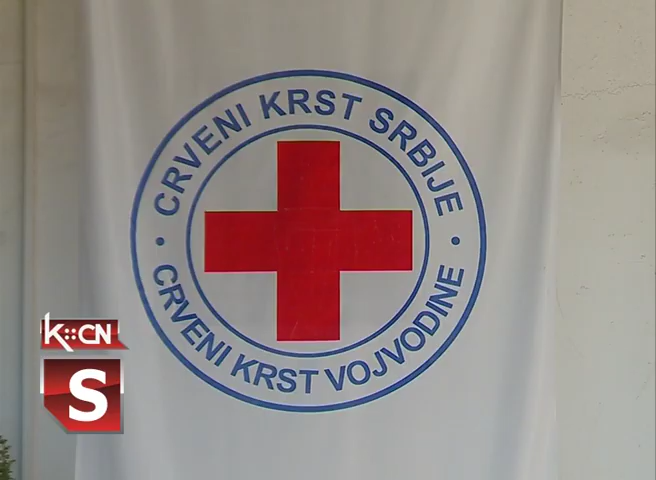 CRVENI KRST SRBIJE
CRVENI KRST VOJVODINE
K::CN
S